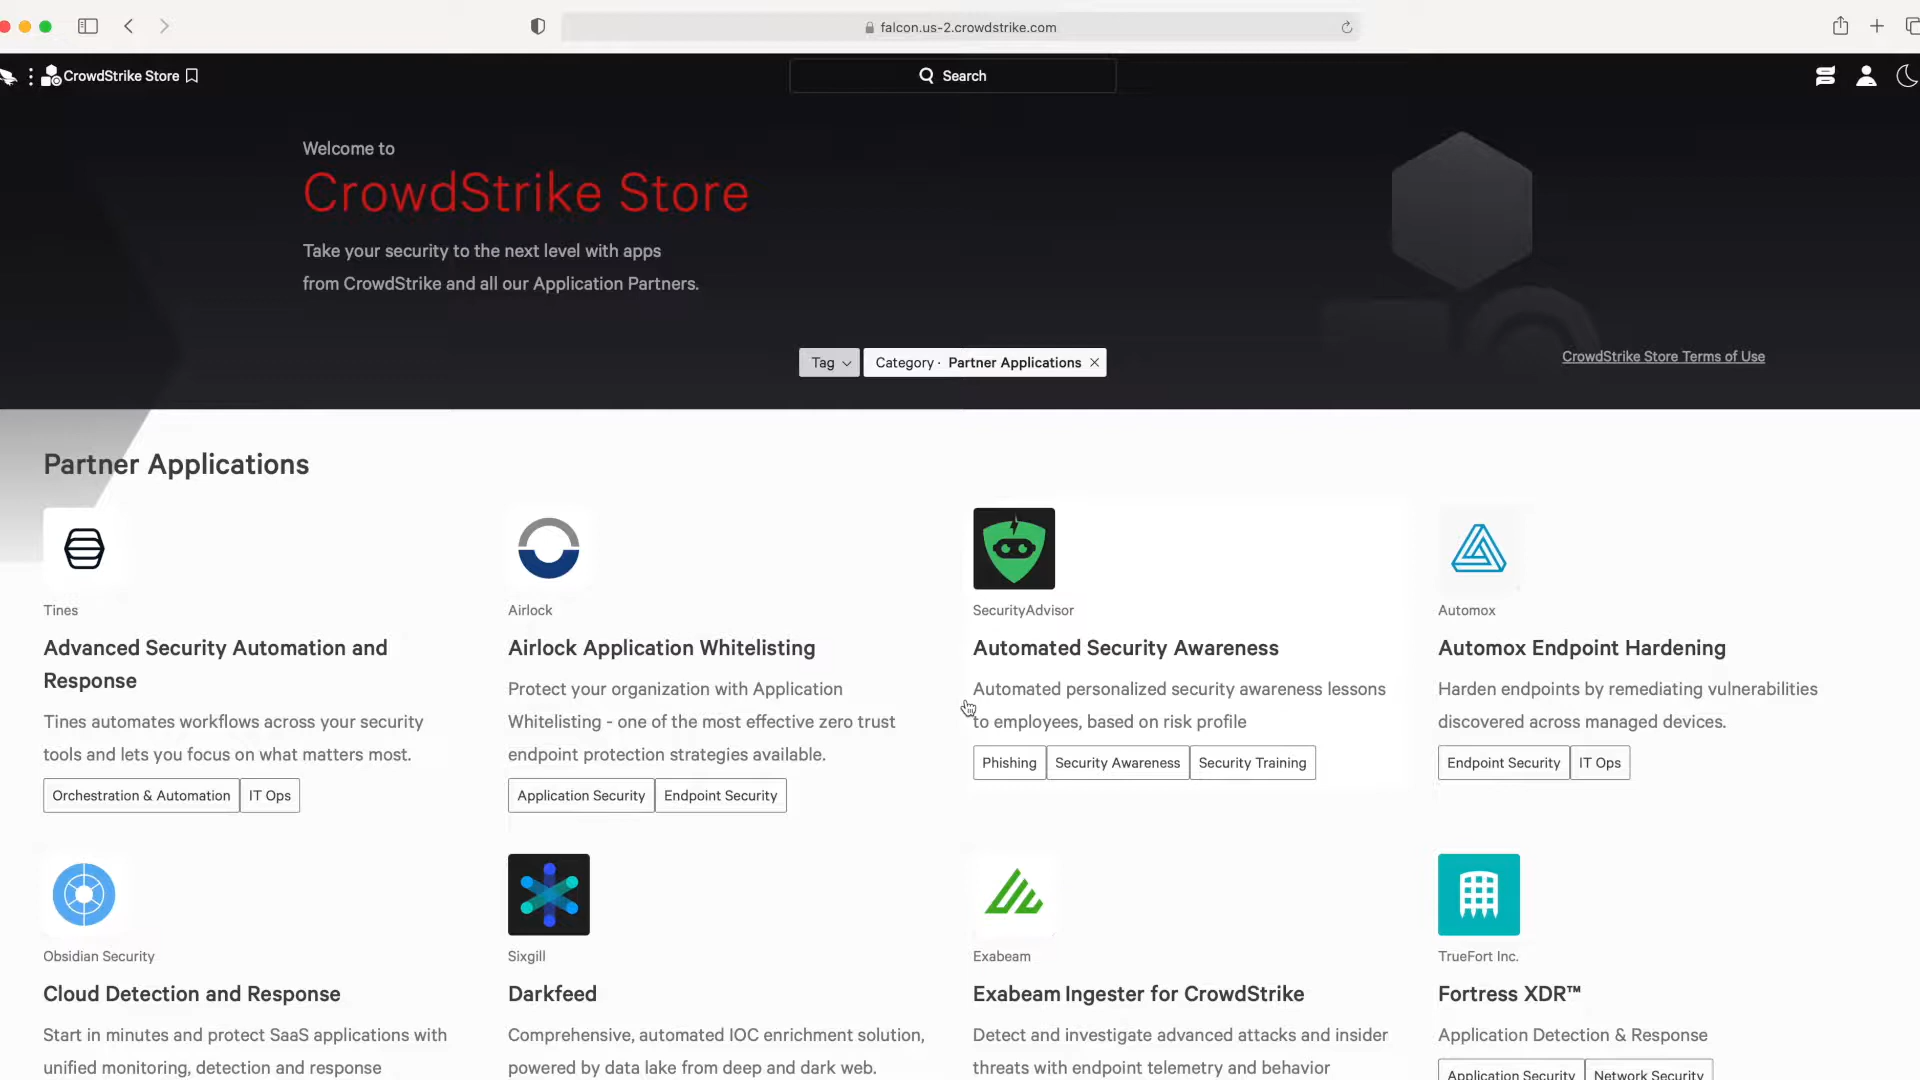 falcon.us-2.crowdstrike.com
CrowdStrike Store
Search
Welcome to
CrowdStrike Store
Take your security to the next level with apps
from CrowdStrike and all our Application Partners.
Tag
Category · Partner Applications
CrowdStrike Store Terms of Use
Partner Applications
Tines
Advanced Security Automation and
Response
Tines automates workflows across your security
tools and lets you focus on what matters most.
Orchestration & Automation
IT Ops
Airlock
Airlock Application Whitelisting
Protect your organization with Application
Whitelisting - one of the most effective zero trust
endpoint protection strategies available.
Application Security
Endpoint Security
SecurityAdvisor
Automated Security Awareness
Automated personalized security awareness lessons
to employees, based on risk profile
Phishing
Security Awareness
Security Training
Automox
Automox Endpoint Hardening
Harden endpoints by remediating vulnerabilities
discovered across managed devices.
Endpoint Security
IT Ops
Obsidian Security
Cloud Detection and Response
Start in minutes and protect SaaS applications with
unified monitoring, detection and response
Sixgill
Darkfeed
Comprehensive, automated IOC enrichment solution,
powered by data lake from deep and dark web.
Exabeam
Exabeam Ingester for CrowdStrike
Detect and investigate advanced attacks and insider
threats with endpoint telemetry and behavior
TrueFort Inc.
Fortress XDR™
Application Detection & Response
Application Security
Network Security